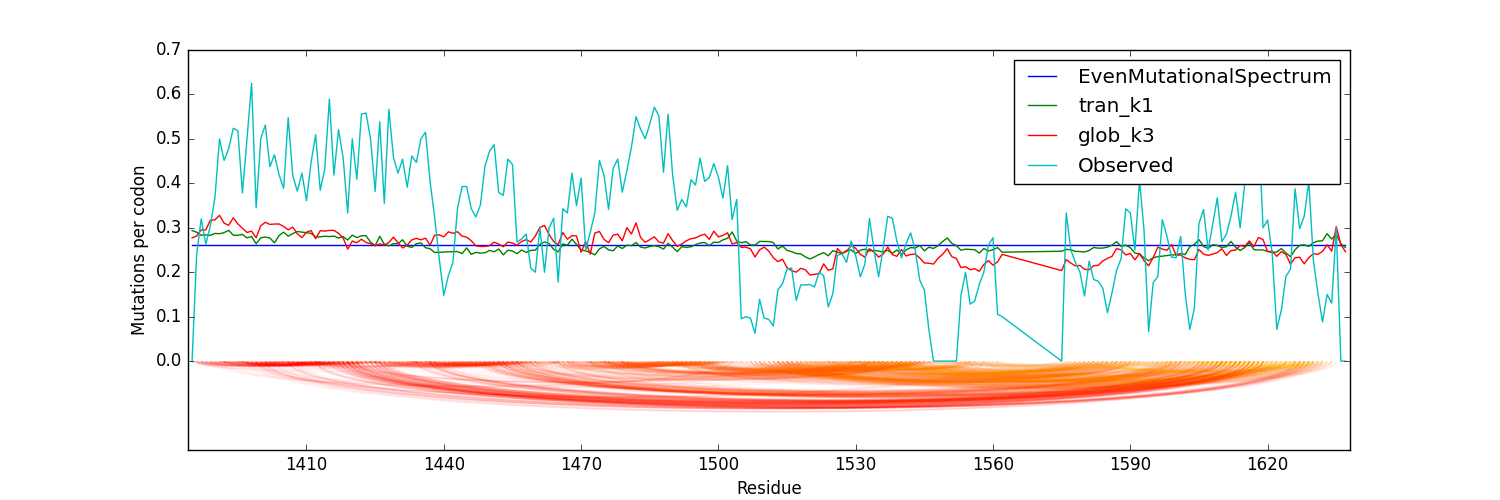 0.7
0.6
0.5
0.4
0.3
0.2
0.1
0.0
Mutations per codon
EvenMutationalSpectrum
tran_k1
glob_k3
Observed
1410 1440 1470 1500 1530 1560 1590 1620
Residue